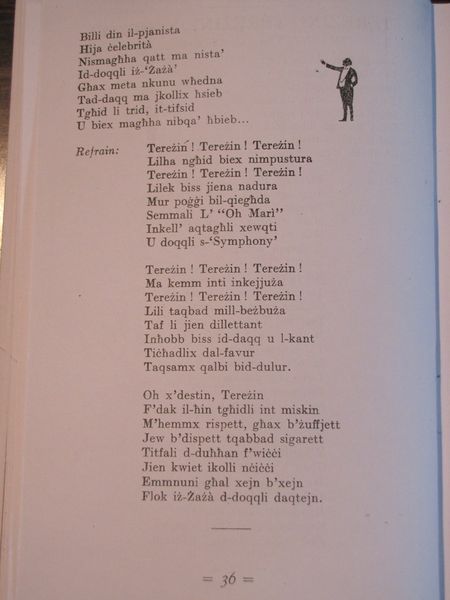 Billi din il-pjanista
Hija ċelebrità
Nismagħha qatt ma nista'
Id-doqqli iż-'Żażà'
Għax meta nkunu wħedna
Tad-daqq ma jkollix ħsieb
Tgħid li trid, it-tifsid
U biex magħha nibqa' ħbieb...
Refrain: Tereżin ! Tereżin ! Tereżin !
Lilha ngħid biex nimpustura
Tereżin ! Tereżin ! Tereżin !
Lilek biss jiena nadura
Mur poġġi bil-qiegħda
Semmali L' "Oh Marì"
Inkell' aqtagħli xewqti
U doqqli s-'Symphony'
Tereżin ! Tereżin ! Tereżin !
Ma kemm inti inkejjuża
Tereżin ! Tereżin ! Tereżin !
Lili taqbad mill-beżbuża
Taf li jien dillettant
Inħobb biss id-daqq u l-kant
Tiċħadlix dal-favur
Taqsamx qalbi bid-dulur.
Oh x'destin, Tereżin
F'dak il-ħin tgħidli int miskin
M'hemmx rispett, għax b'żuffjett
Jew b'dispett tqabbad sigarett
Titfali d-duħħan f'wiċċi
Jien kwiet ikolli nċiċċi
Emmnuni għal xejn b'xejn
Flok iż-Żażà d-doqqli daqtejn.
= 36 =